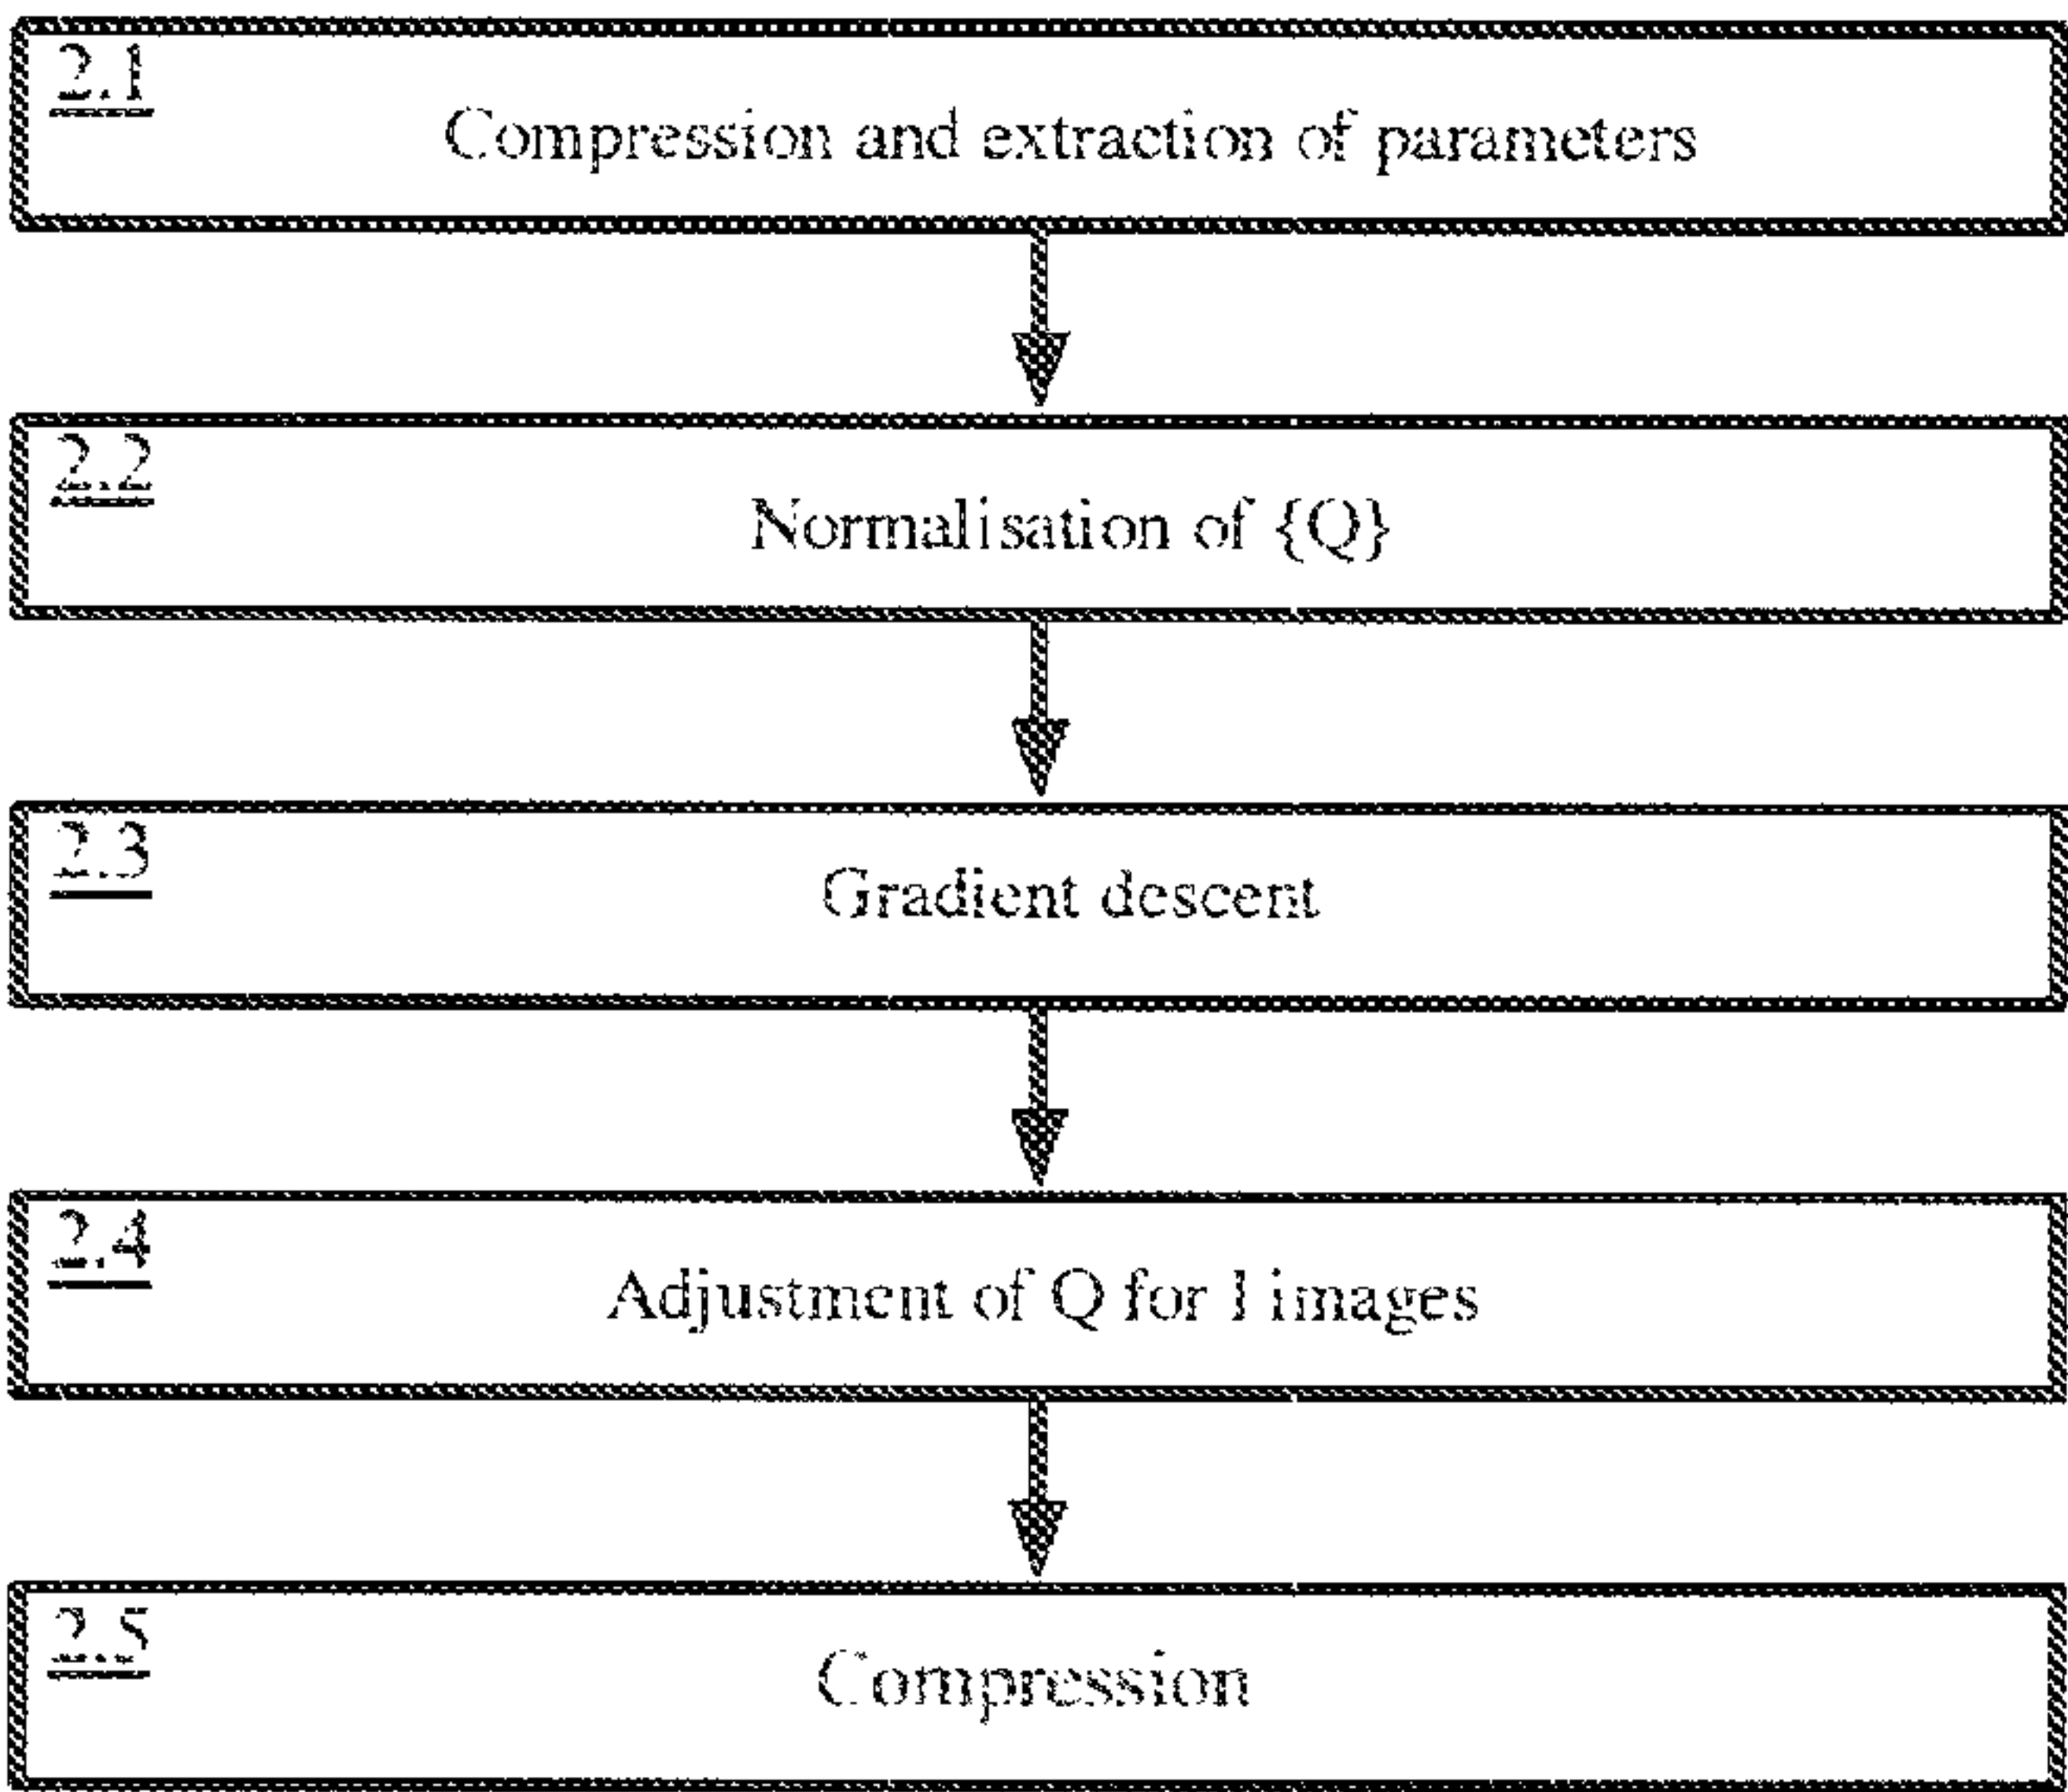 2.1
Compression and extraction of parameters
2.2
Normalisation of {Q}
2.3
Gradient descent
2.4
Adjustment of Q for I images
2.5
Compression